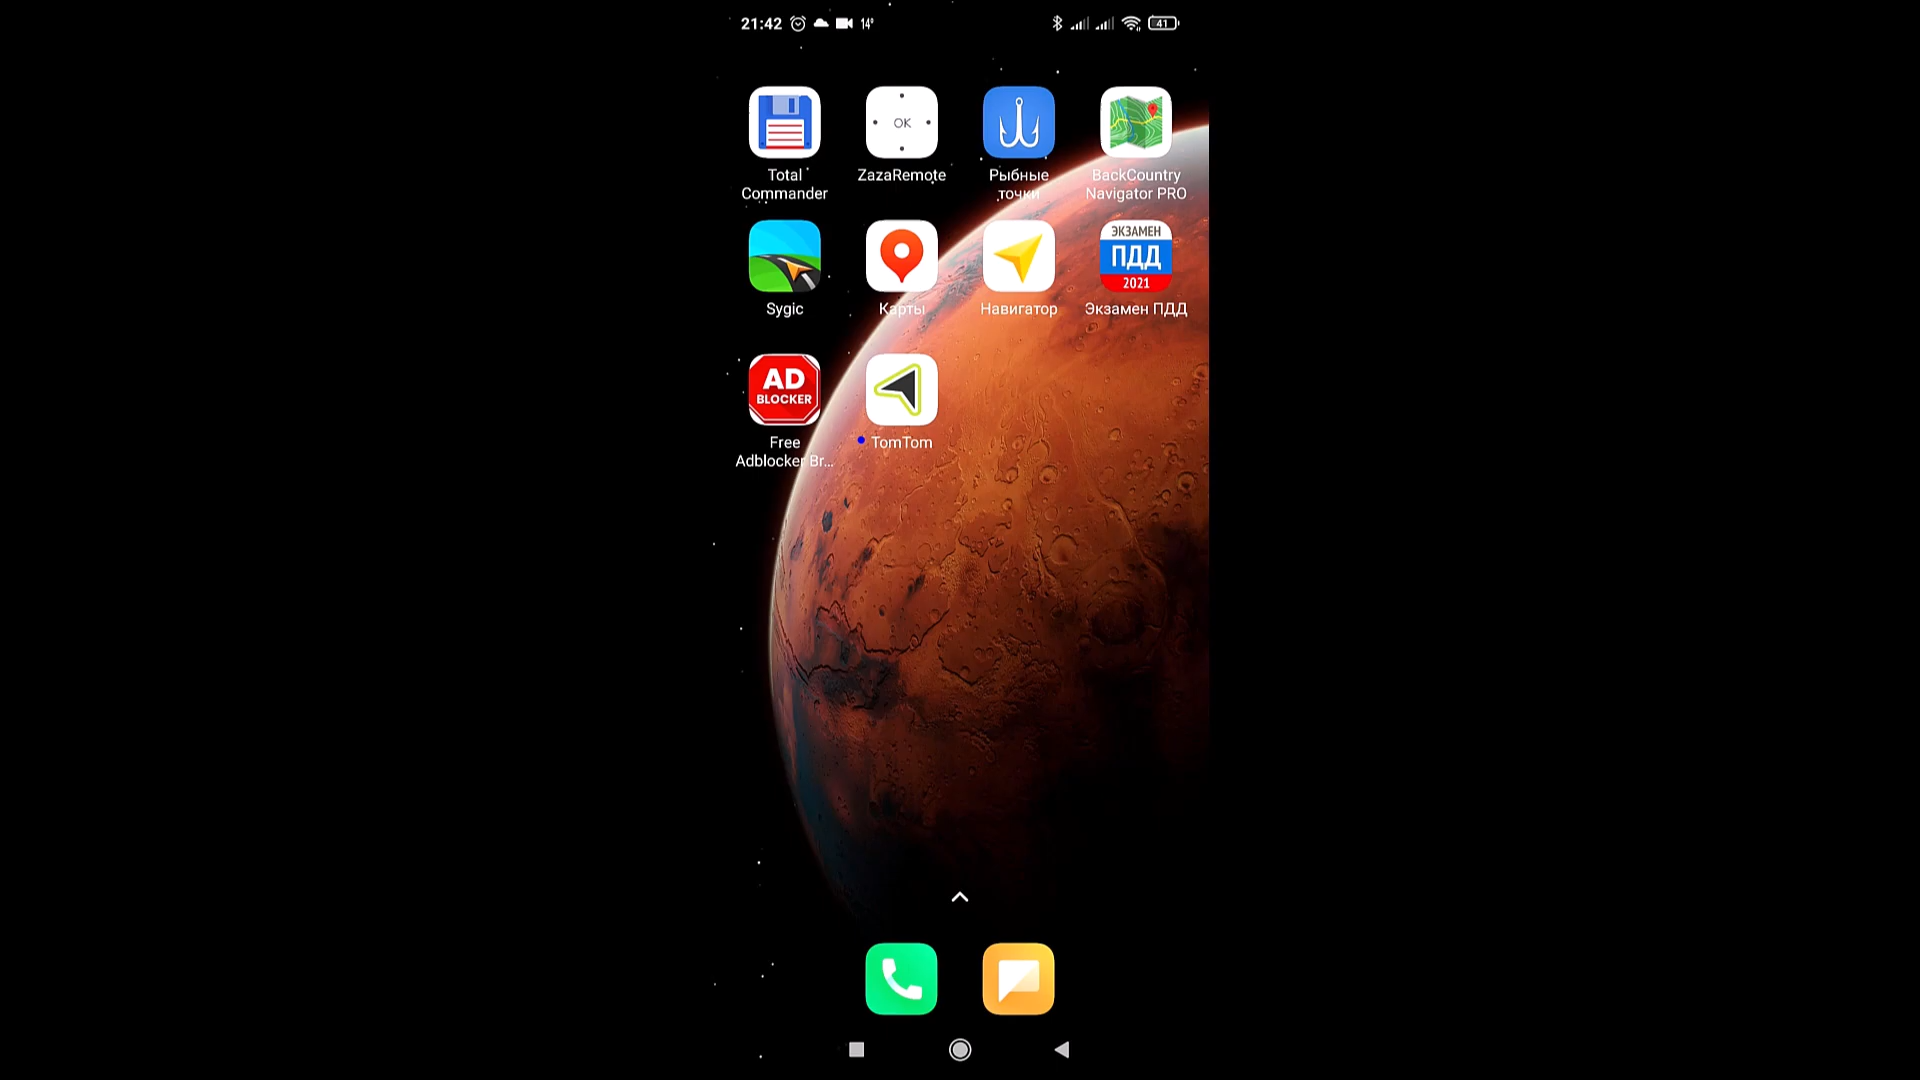 21:42 14° 41
OK
Total
Commander
ZazaRemote
Рыбные
точки
BackCountry
Navigator PRO
ЭКЗАМЕН
ПДД
2021
Sygic
Карты
Навигатор
Экзамен ПДД
AD
BLOCKER
Free
Adblocker Br...
TomTom